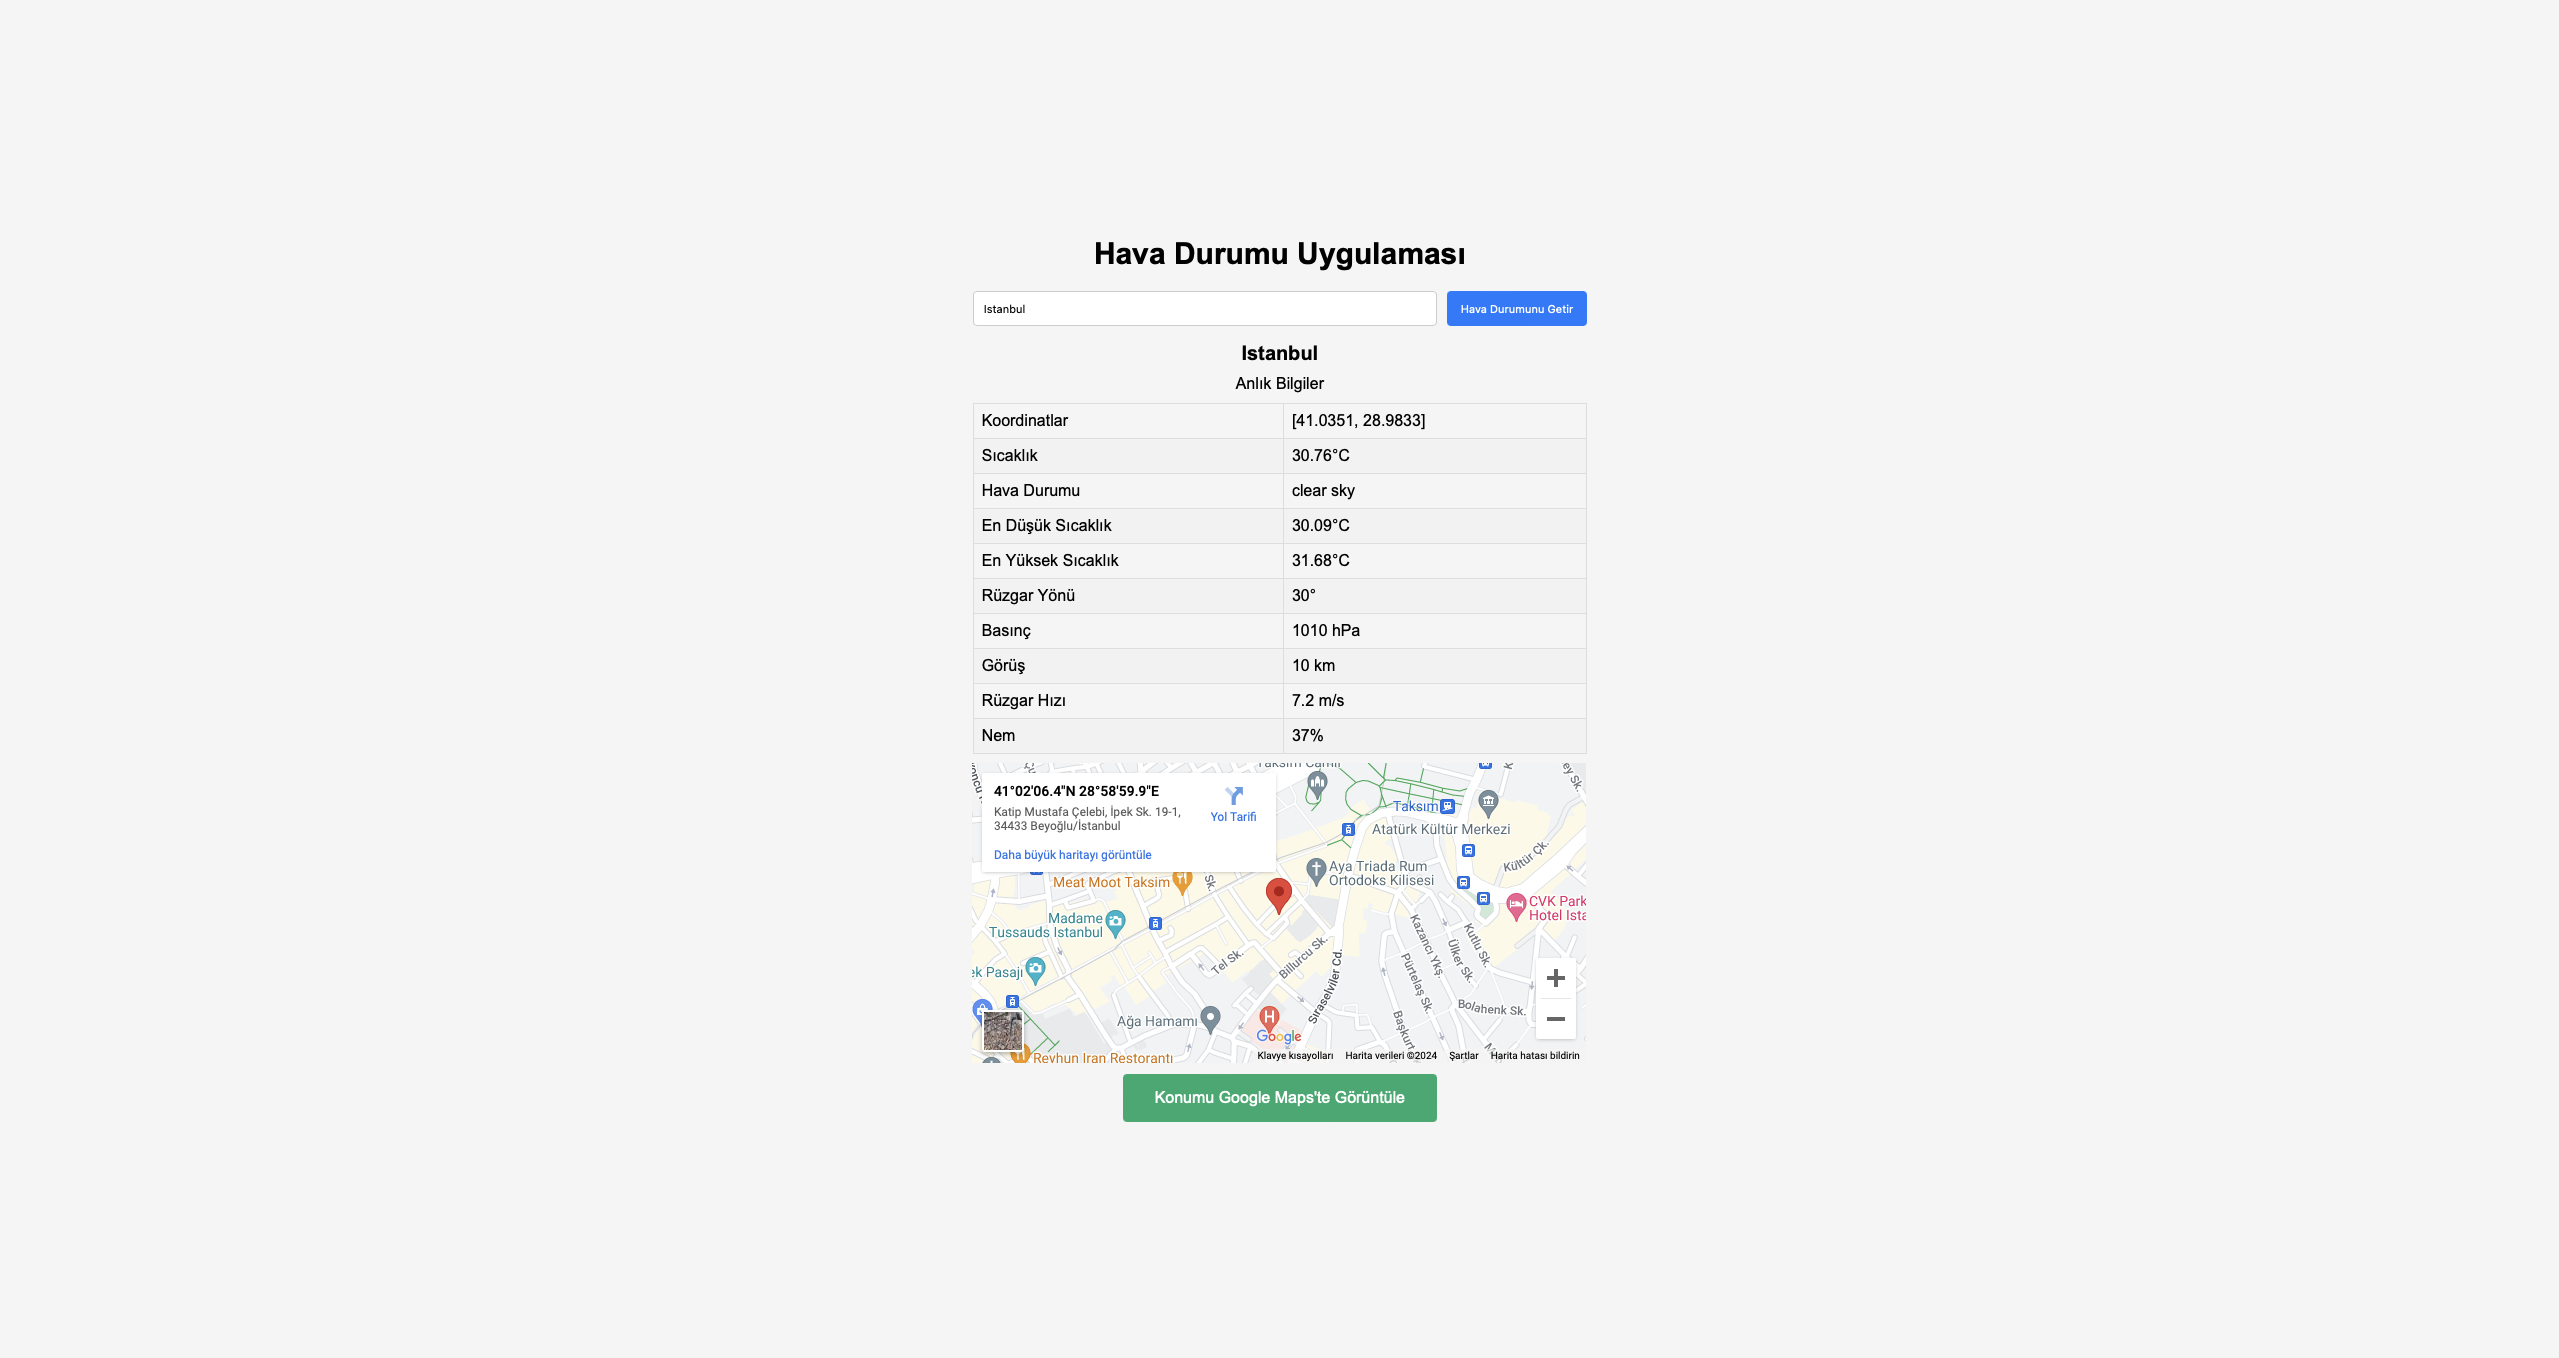 Hava Durumu Uygulaması
Istanbul
Hava Durumunu Getir
Istanbul
Anlık Bilgiler
Koordinatlar [41.0351, 28.9833]
Sıcaklık 30.76°C
Hava Durumu clear sky
En Düşük Sıcaklık 30.09°C
En Yüksek Sıcaklık 31.68°C
Rüzgar Yönü 30°
Basınç 1010 hPa
Görüş 10 km
Rüzgar Hızı 7.2 m/s
Nem 37%
Taksim Camii
41°02'06.4"N 28°58'59.9"E
Katip Mustafa Çelebi, İpek Sk. 19-1,
34433 Beyoğlu/İstanbul
Yol Tarifi
Daha büyük haritayı görüntüle
Taksim
Atatürk Kültür Merkezi
Kültür Çk.
ey Sk.
Aya Triada Rum
Ortodoks Kilisesi
Meat Moot Taksim
Sk.
CVK Park
Hotel Ista
Madame
Tussauds Istanbul
Kazancı Ykş.
Ülker Sk.
Kutlu Sk.
Tel Sk.
Billurcu Sk.
Pürtelaş Sk.
ek Pasajı
Sıraselviler Cd.
Bolahenk Sk.
Başkurt
Ağa Hamamı
H
Google
Reyhun Iran Restorantı
Klavye kısayolları
Harita verileri ©2024
Şartlar
Harita hatası bildirin
Konumu Google Maps'te Görüntüle